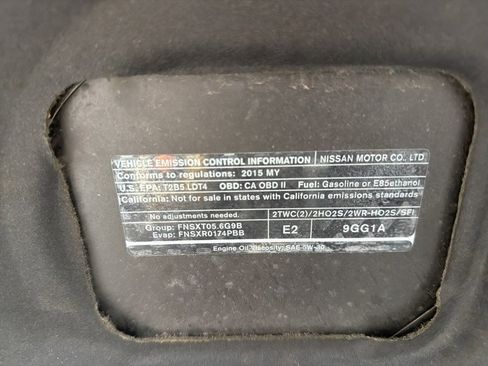 VEHICLE EMISSION CONTROL INFORMATION NISSAN MOTOR CO., LTD
Conforms to regulations: 2015 MY
U.S. EPA: T2B5 LDT4 OBD: CA OBD II Fuel: Gasoline or E85ethanol
California: Not for sale in states with California emissions standards
No adjustments needed. 2TWC(2)/2HO2S/2WR-HO2S/SFI
Group: FNSXT05.6G9B E2 9GG1A
Evap: FNSXR0174PBB
Engine Oil Viscosity: SAE 5W-30